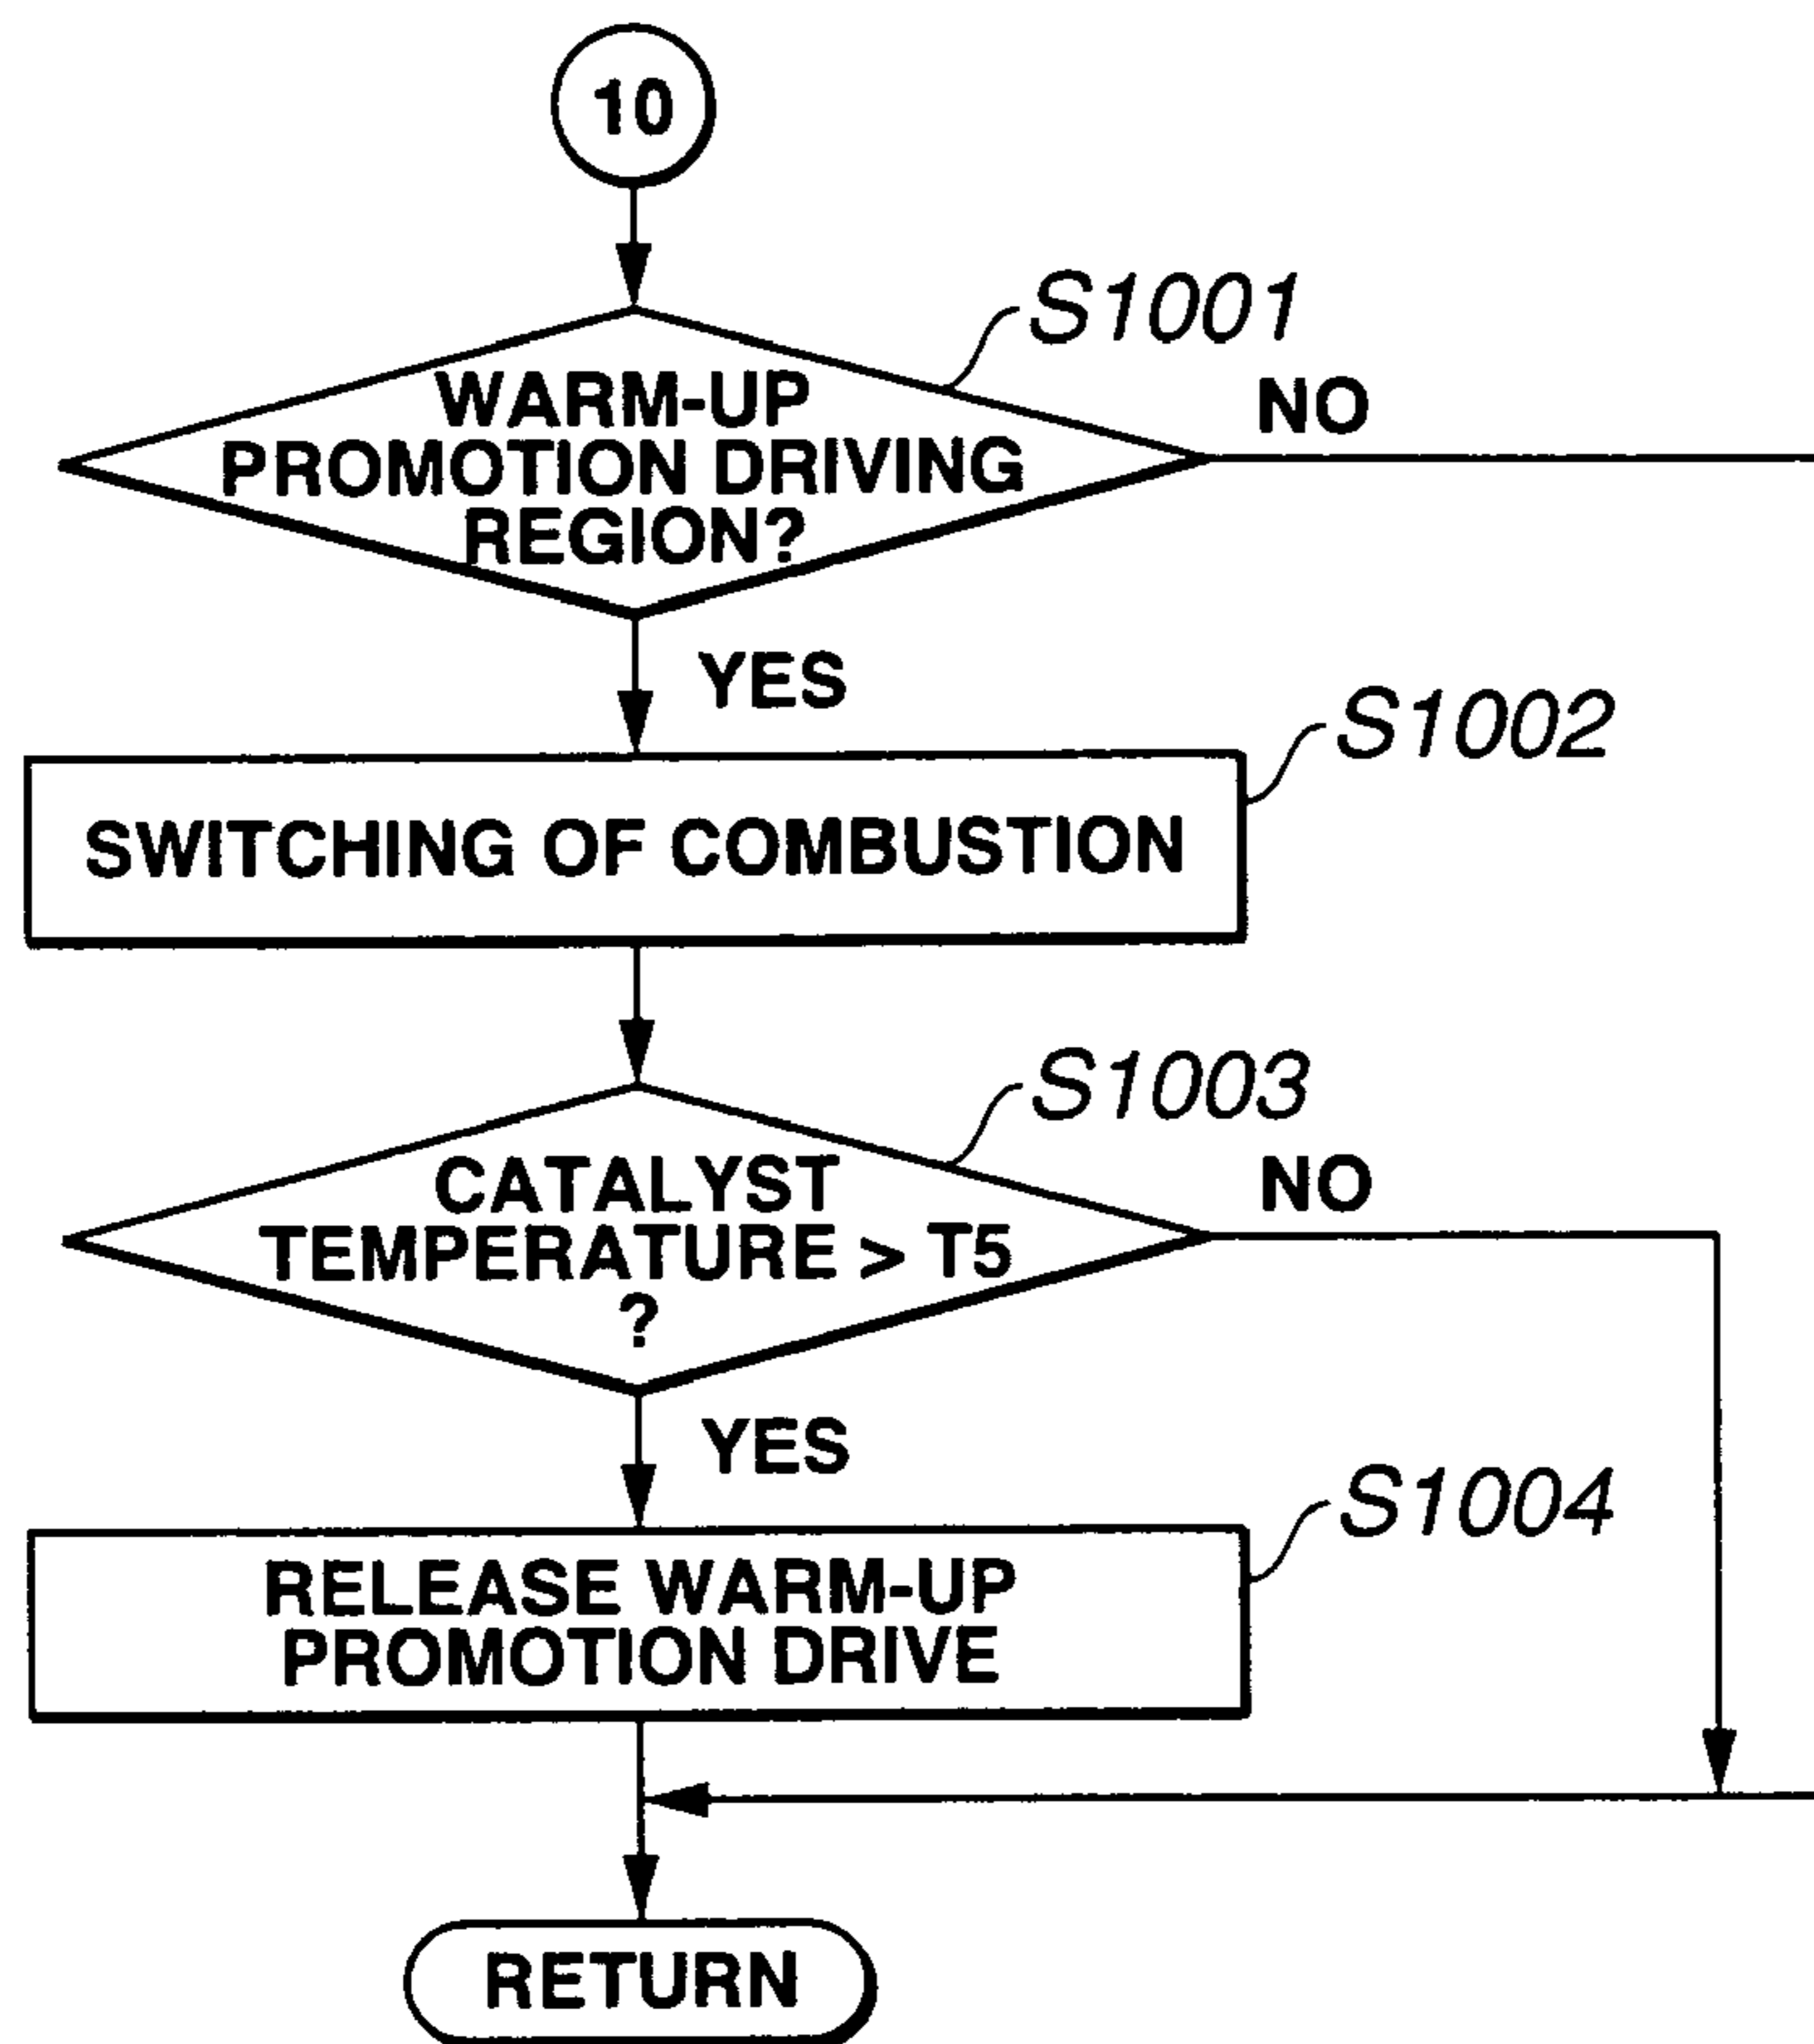 10
S1001
WARM-UP
PROMOTION DRIVING
REGION?
NO
YES
S1002
SWITCHING OF COMBUSTION
S1003
CATALYST
TEMPERATURE > T5
?
NO
YES
S1004
RELEASE WARM-UP
PROMOTION DRIVE
RETURN